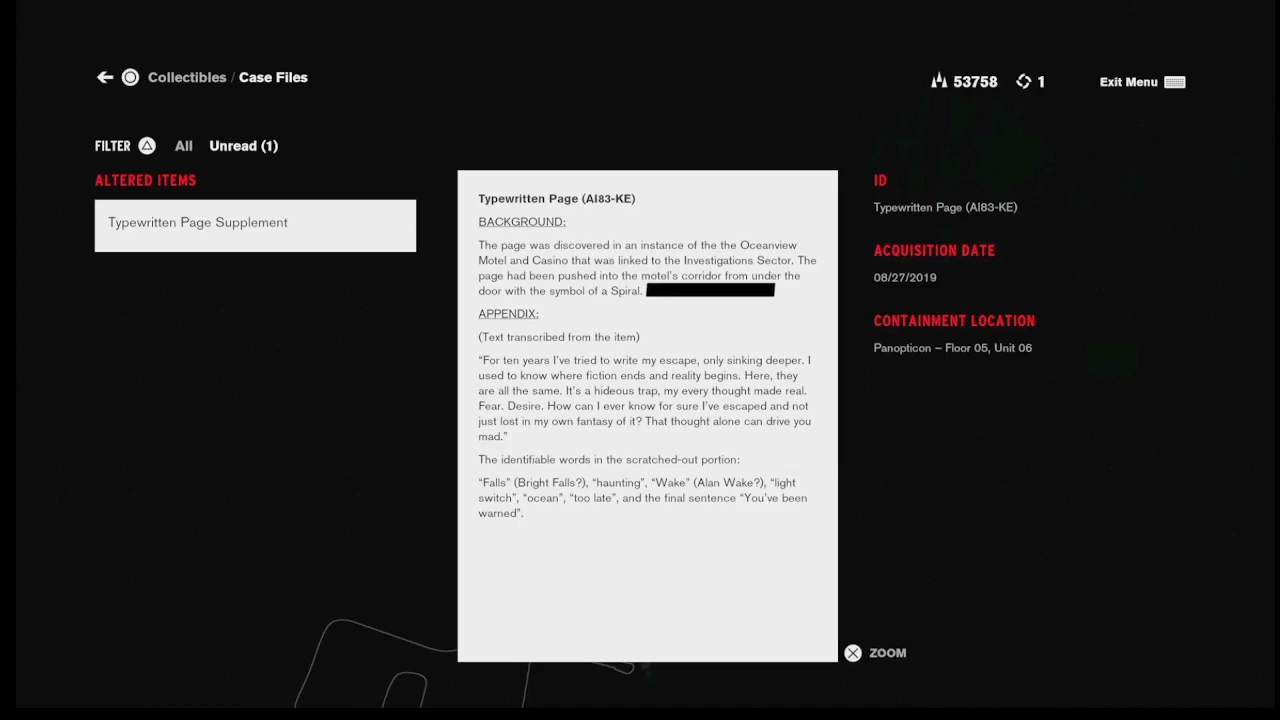 Collectibles / Case Files
53758
1
Exit Menu
FILTER All Unread (1)
ALTERED ITEMS
Typewritten Page Supplement
Typewritten Page (AI83-KE)
BACKGROUND:
The page was discovered in an instance of the the Oceanview
Motel and Casino that was linked to the Investigations Sector. The
page had been pushed into the motel's corridor from under the
door with the symbol of a Spiral.
APPENDIX:
(Text transcribed from the item)
“For ten years I've tried to write my escape, only sinking deeper. I
used to know where fiction ends and reality begins. Here, they
are all the same. It's a hideous trap, my every thought made real.
Fear. Desire. How can I ever know for sure I've escaped and not
just lost in my own fantasy of it? That thought alone can drive you
mad.”
The identifiable words in the scratched-out portion:
“Falls” (Bright Falls?), “haunting”, “Wake” (Alan Wake?), “light
switch”, “ocean”, “too late”, and the final sentence “You've been
warned”.
ID
Typewritten Page (AI83-KE)
ACQUISITION DATE
08/27/2019
CONTAINMENT LOCATION
Panopticon – Floor 05, Unit 06
ZOOM